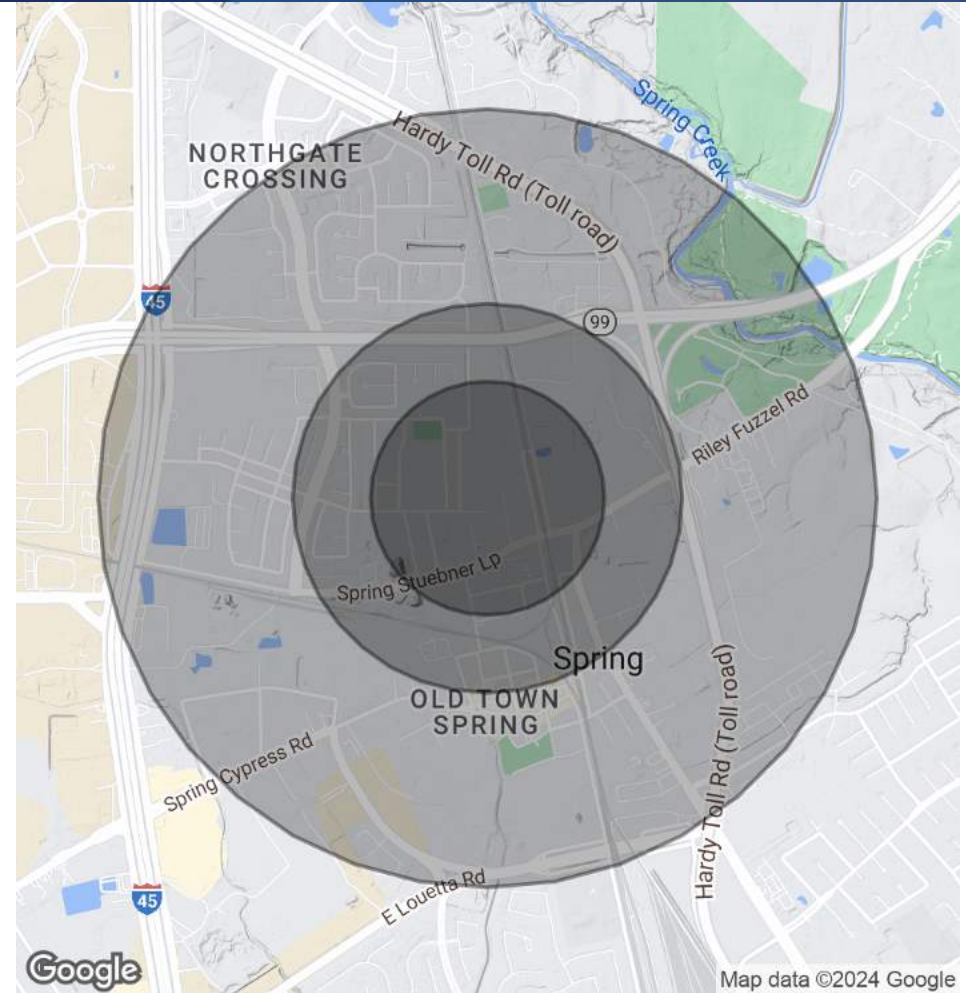 Spring Creek
Hardy Toll Rd (Toll road)
NORTHGATE
CROSSING
45
99
Riley Fuzzel Rd
Spring Stuebner Lp
Spring
OLD TOWN
SPRING
Spring Cypress Rd
Hardy Toll Rd (Toll road)
E Louetta Rd
45
Google
Map data ©2024 Google